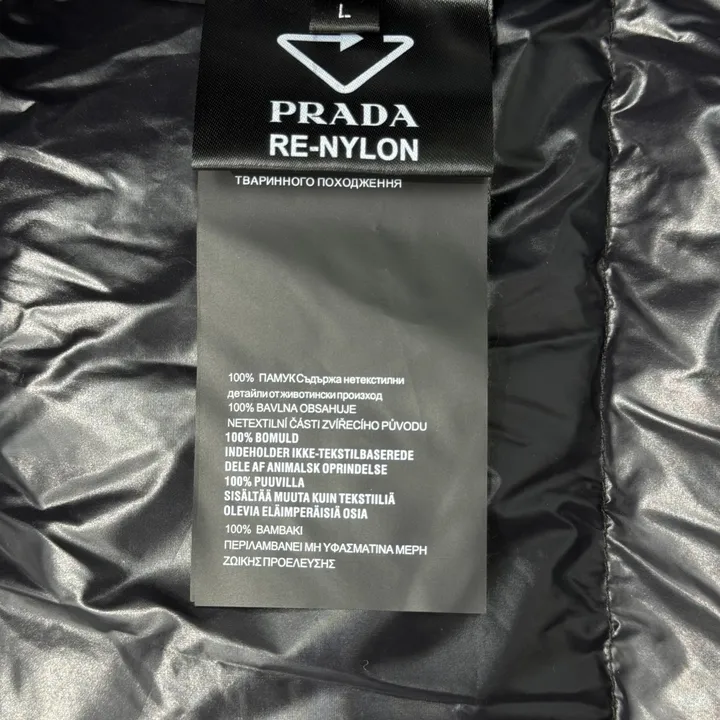 L
PRADA
RE-NYLON
ТВАРИННОГО ПОХОДЖЕННЯ
100% ПАМУК Съдържа нетекстилни
детайли от животински произход
100% BAVLNA OBSAHUJE
NETEXTILNÍ ČÁSTI ZVÍŘECÍHO PŮVODU
100% BOMULD
INDEHOLDER IKKE-TEKSTILBASEREDE
DELE AF ANIMALSK OPRINDELSE
100% PUUVILLA
SISÄLTÄÄ MUUTA KUIN TEKSTIILIÄ
OLEVIA ELÄIMPERÄISIÄ OSIA
100% ΒΑΜΒΑΚΙ
ΠΕΡΙΛΑΜΒΑΝΕΙ ΜΗ ΥΦΑΣΜΑΤΙΝΑ ΜΕΡΗ
ΖΩΙΚΗΣ ΠΡΟΕΛΕΥΣΗΣ